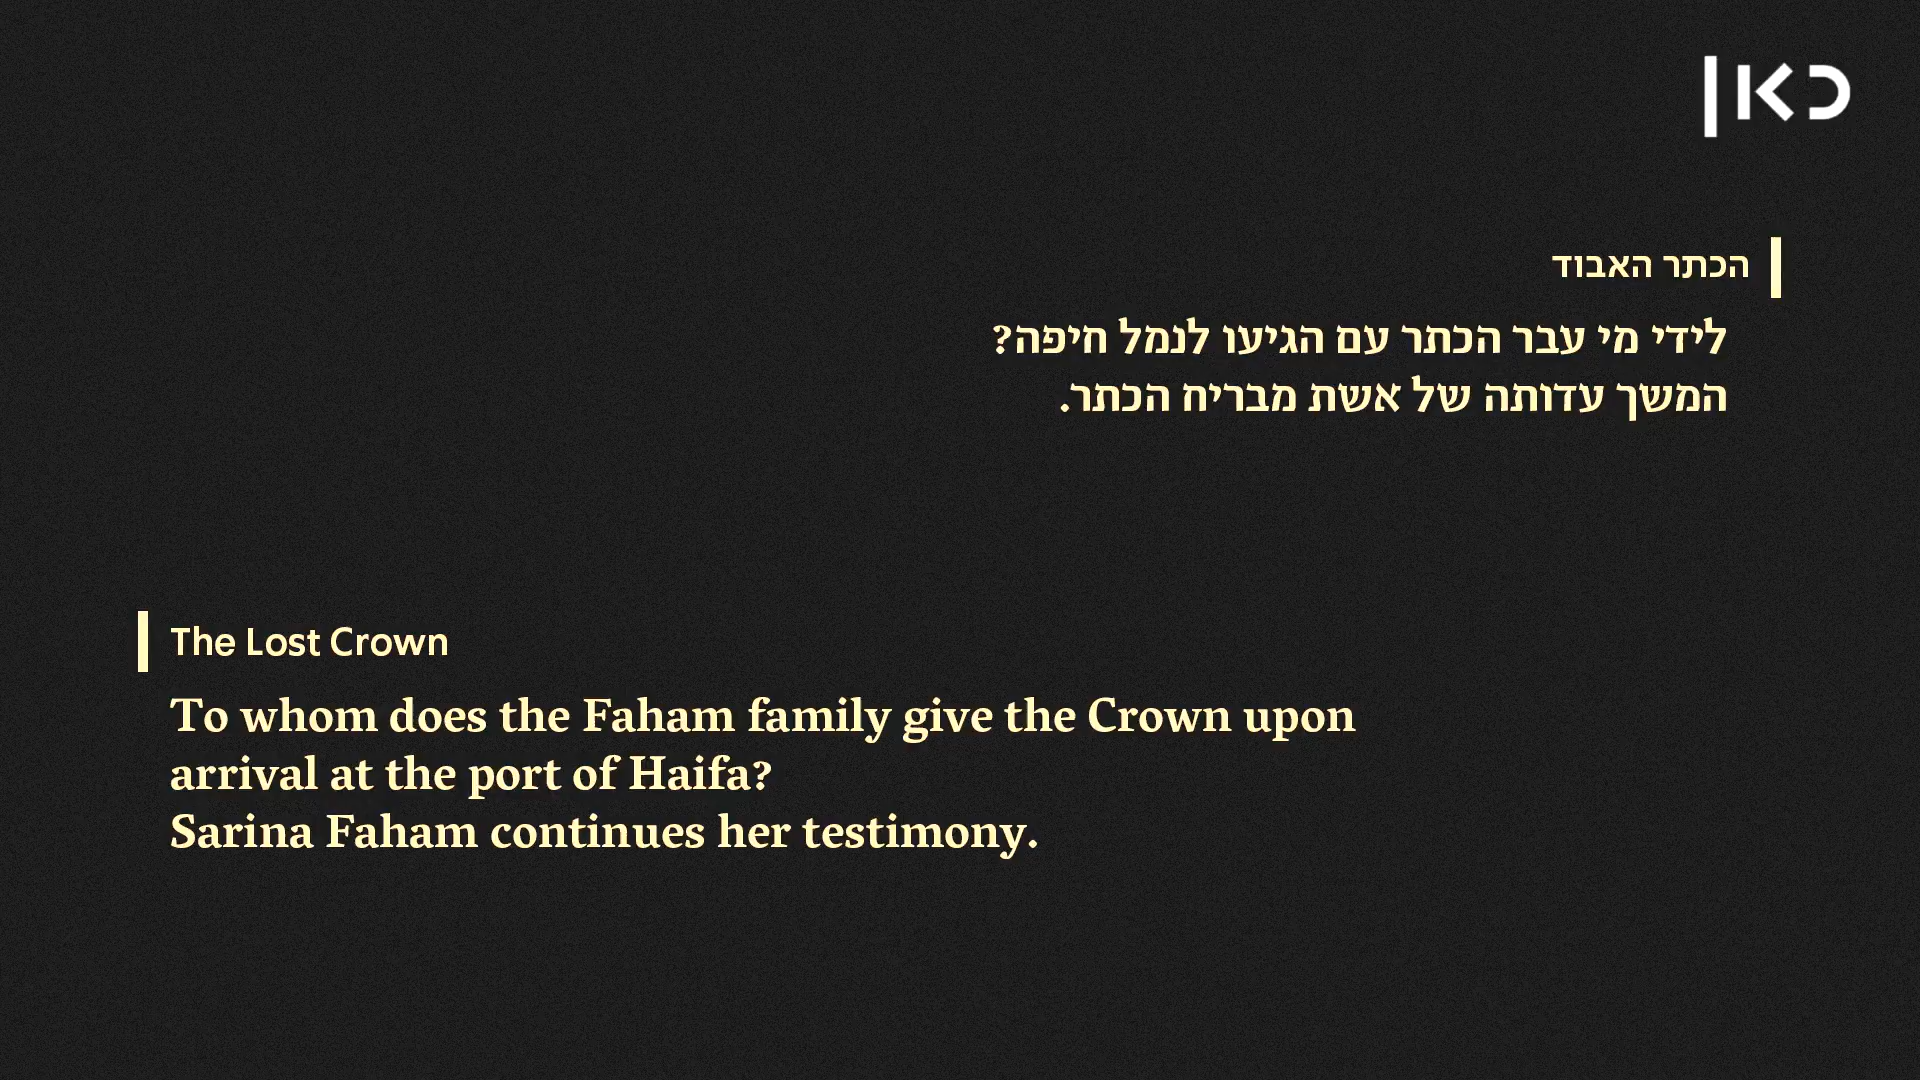 כאן
הכתר האבוד
לידי מי עבר הכתר עם הגיעו לנמל חיפה?
המשך עדותה של אשת מבריח הכתר.
The Lost Crown
To whom does the Faham family give the Crown upon
arrival at the port of Haifa?
Sarina Faham continues her testimony.